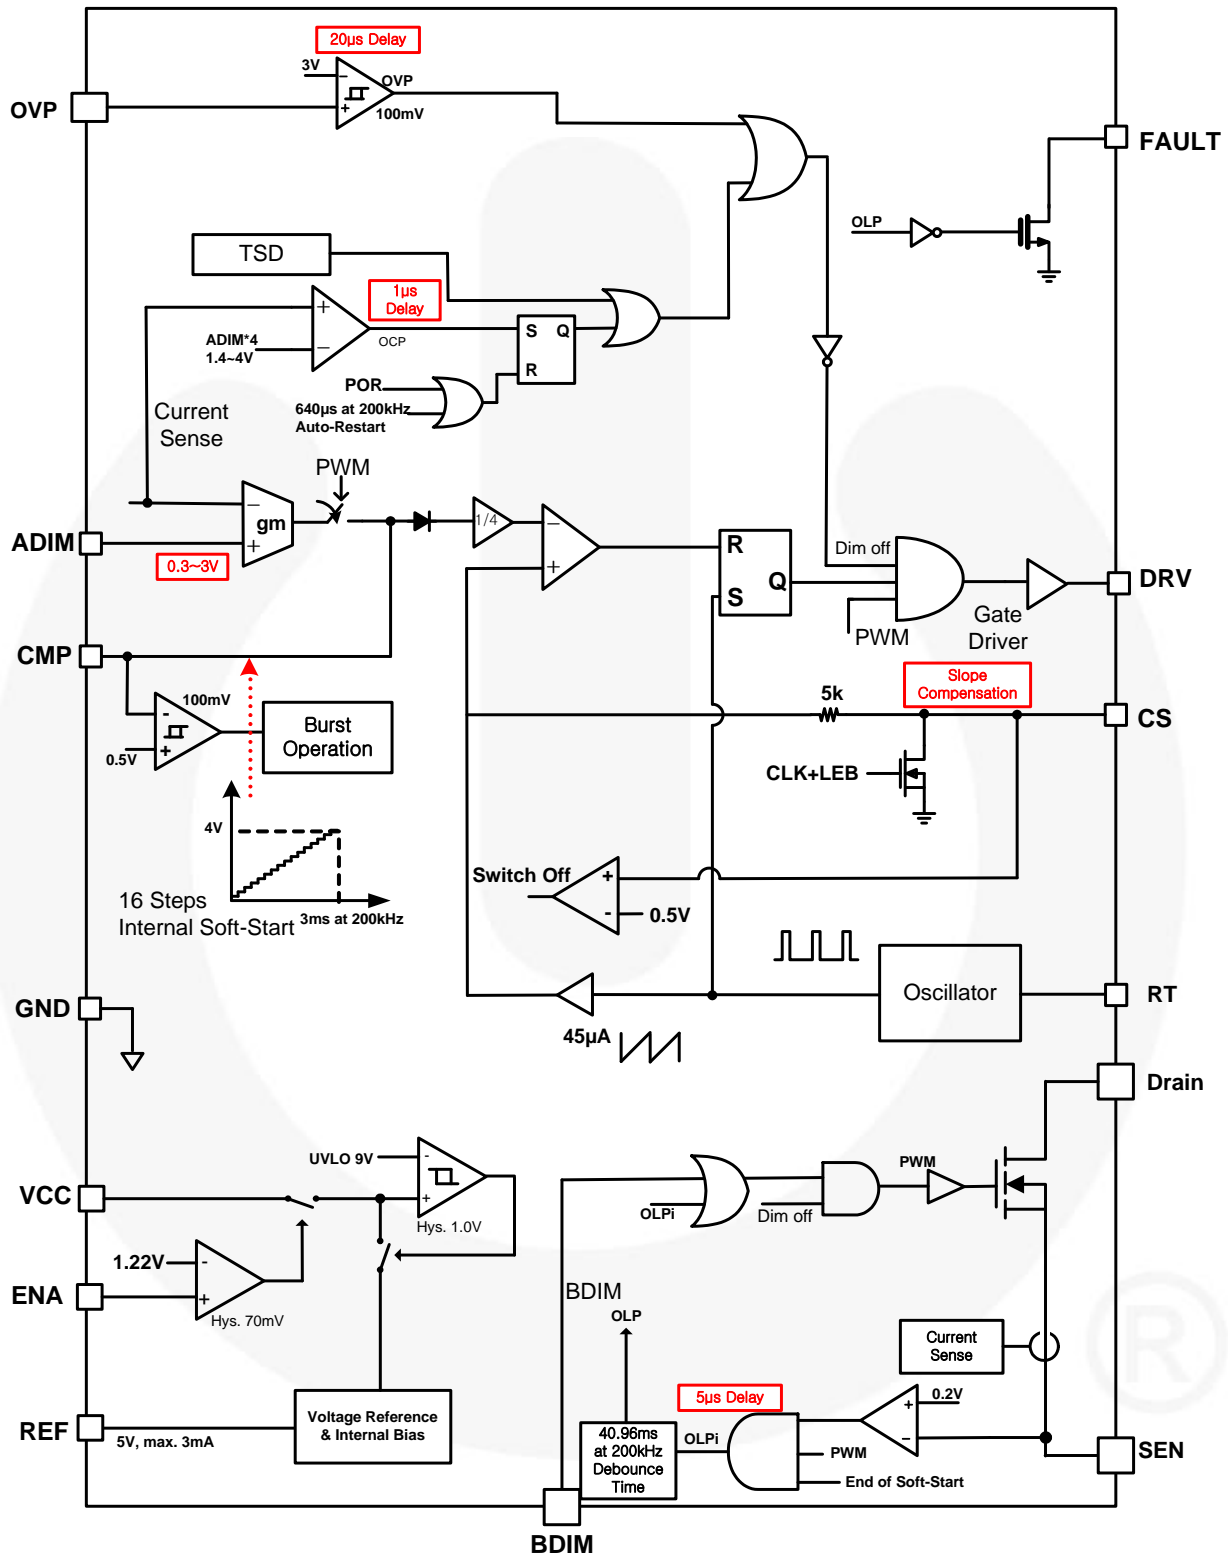 20µs Delay
3V
−
OVP
+
100mV
OVP
FAULT
OLP
TSD
1µs
Delay
+
−
ADIM*4
1.4~4V
OCP
S
Q
R
POR
640µs at 200kHz
Auto-Restart
Current
Sense
PWM
−
gm
+
ADIM
0.3~3V
1/4
−
+
R
S
Q
Dim off
PWM
Gate
Driver
DRV
CMP
100mV
-
+
0.5V
Burst
Operation
5k
Slope
Compensation
CS
CLK+LEB
4V
16 Steps
Internal Soft-Start
3ms at 200kHz
Switch Off
+
-
0.5V
GND
45µA
Oscillator
RT
Drain
UVLO 9V
-
+
Hys. 1.0V
VCC
1.22V
-
+
ENA
Hys. 70mV
OLPi
Dim off
PWM
BDIM
OLP
Current
Sense
REF
5V, max. 3mA
Voltage Reference
& Internal Bias
40.96ms
at 200kHz
Debounce
Time
OLPi
5µs Delay
PWM
End of Soft-Start
+
−
0.2V
SEN
BDIM
®